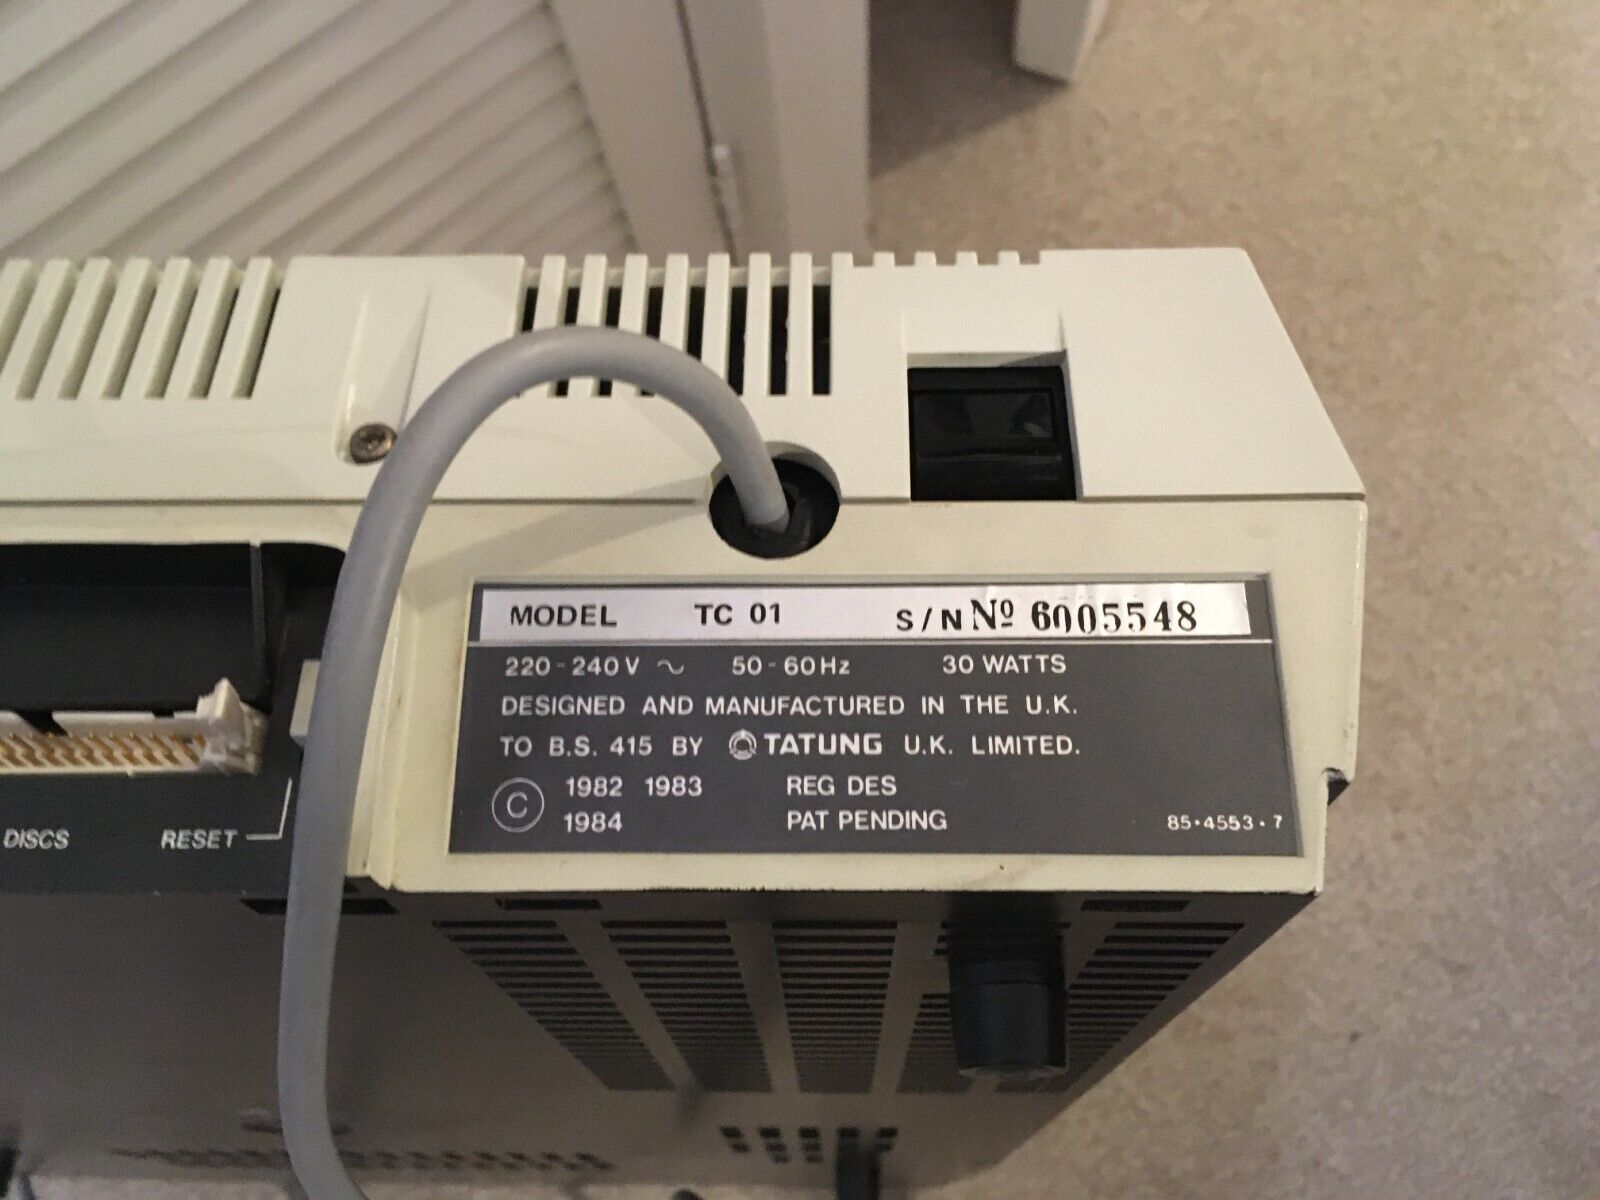 MODEL TC 01 S/N Nº 6005548
220-240V ~ 50-60Hz 30 WATTS
DESIGNED AND MANUFACTURED IN THE U.K.
TO B.S. 415 BY TATUNG U.K. LIMITED.
© 1982 1983 REG DES
1984 PAT PENDING 85·4553·7
DISCS RESET